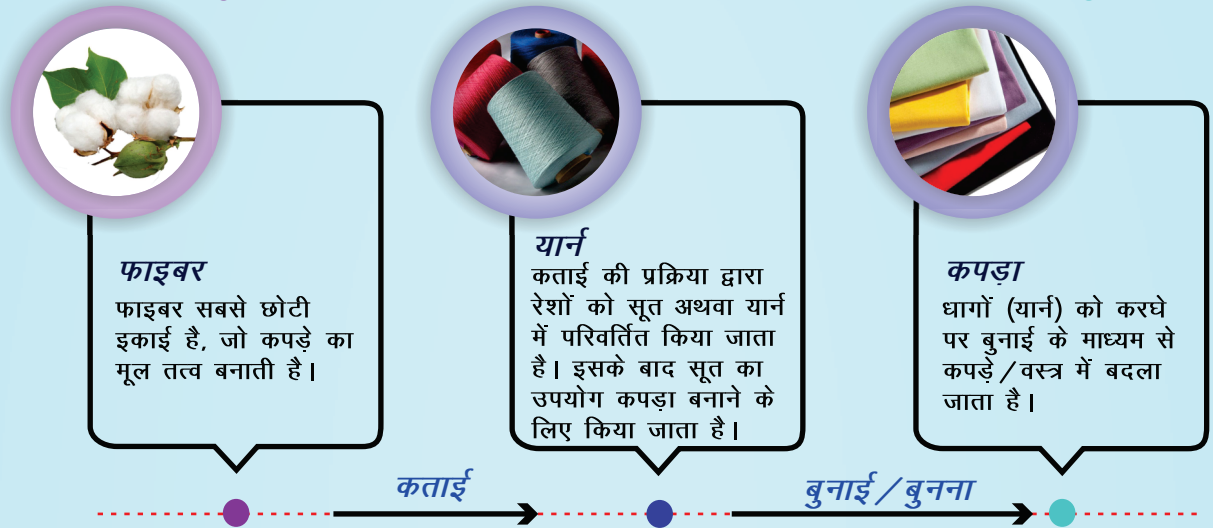 फाइबर
फाइबर सबसे छोटी
इकाई है, जो कपड़े का
मूल तत्व बनाती है।
यार्न
कताई की प्रक्रिया द्वारा
रेशों को सूत अथवा यार्न
में परिवर्तित किया जाता
है। इसके बाद सूत का
उपयोग कपड़ा बनाने के
लिए किया जाता है।
कपड़ा
धागों (यार्न) को करघे
पर बुनाई के माध्यम से
कपड़े/वस्त्र में बदला
जाता है।
कताई
बुनाई/बुनना